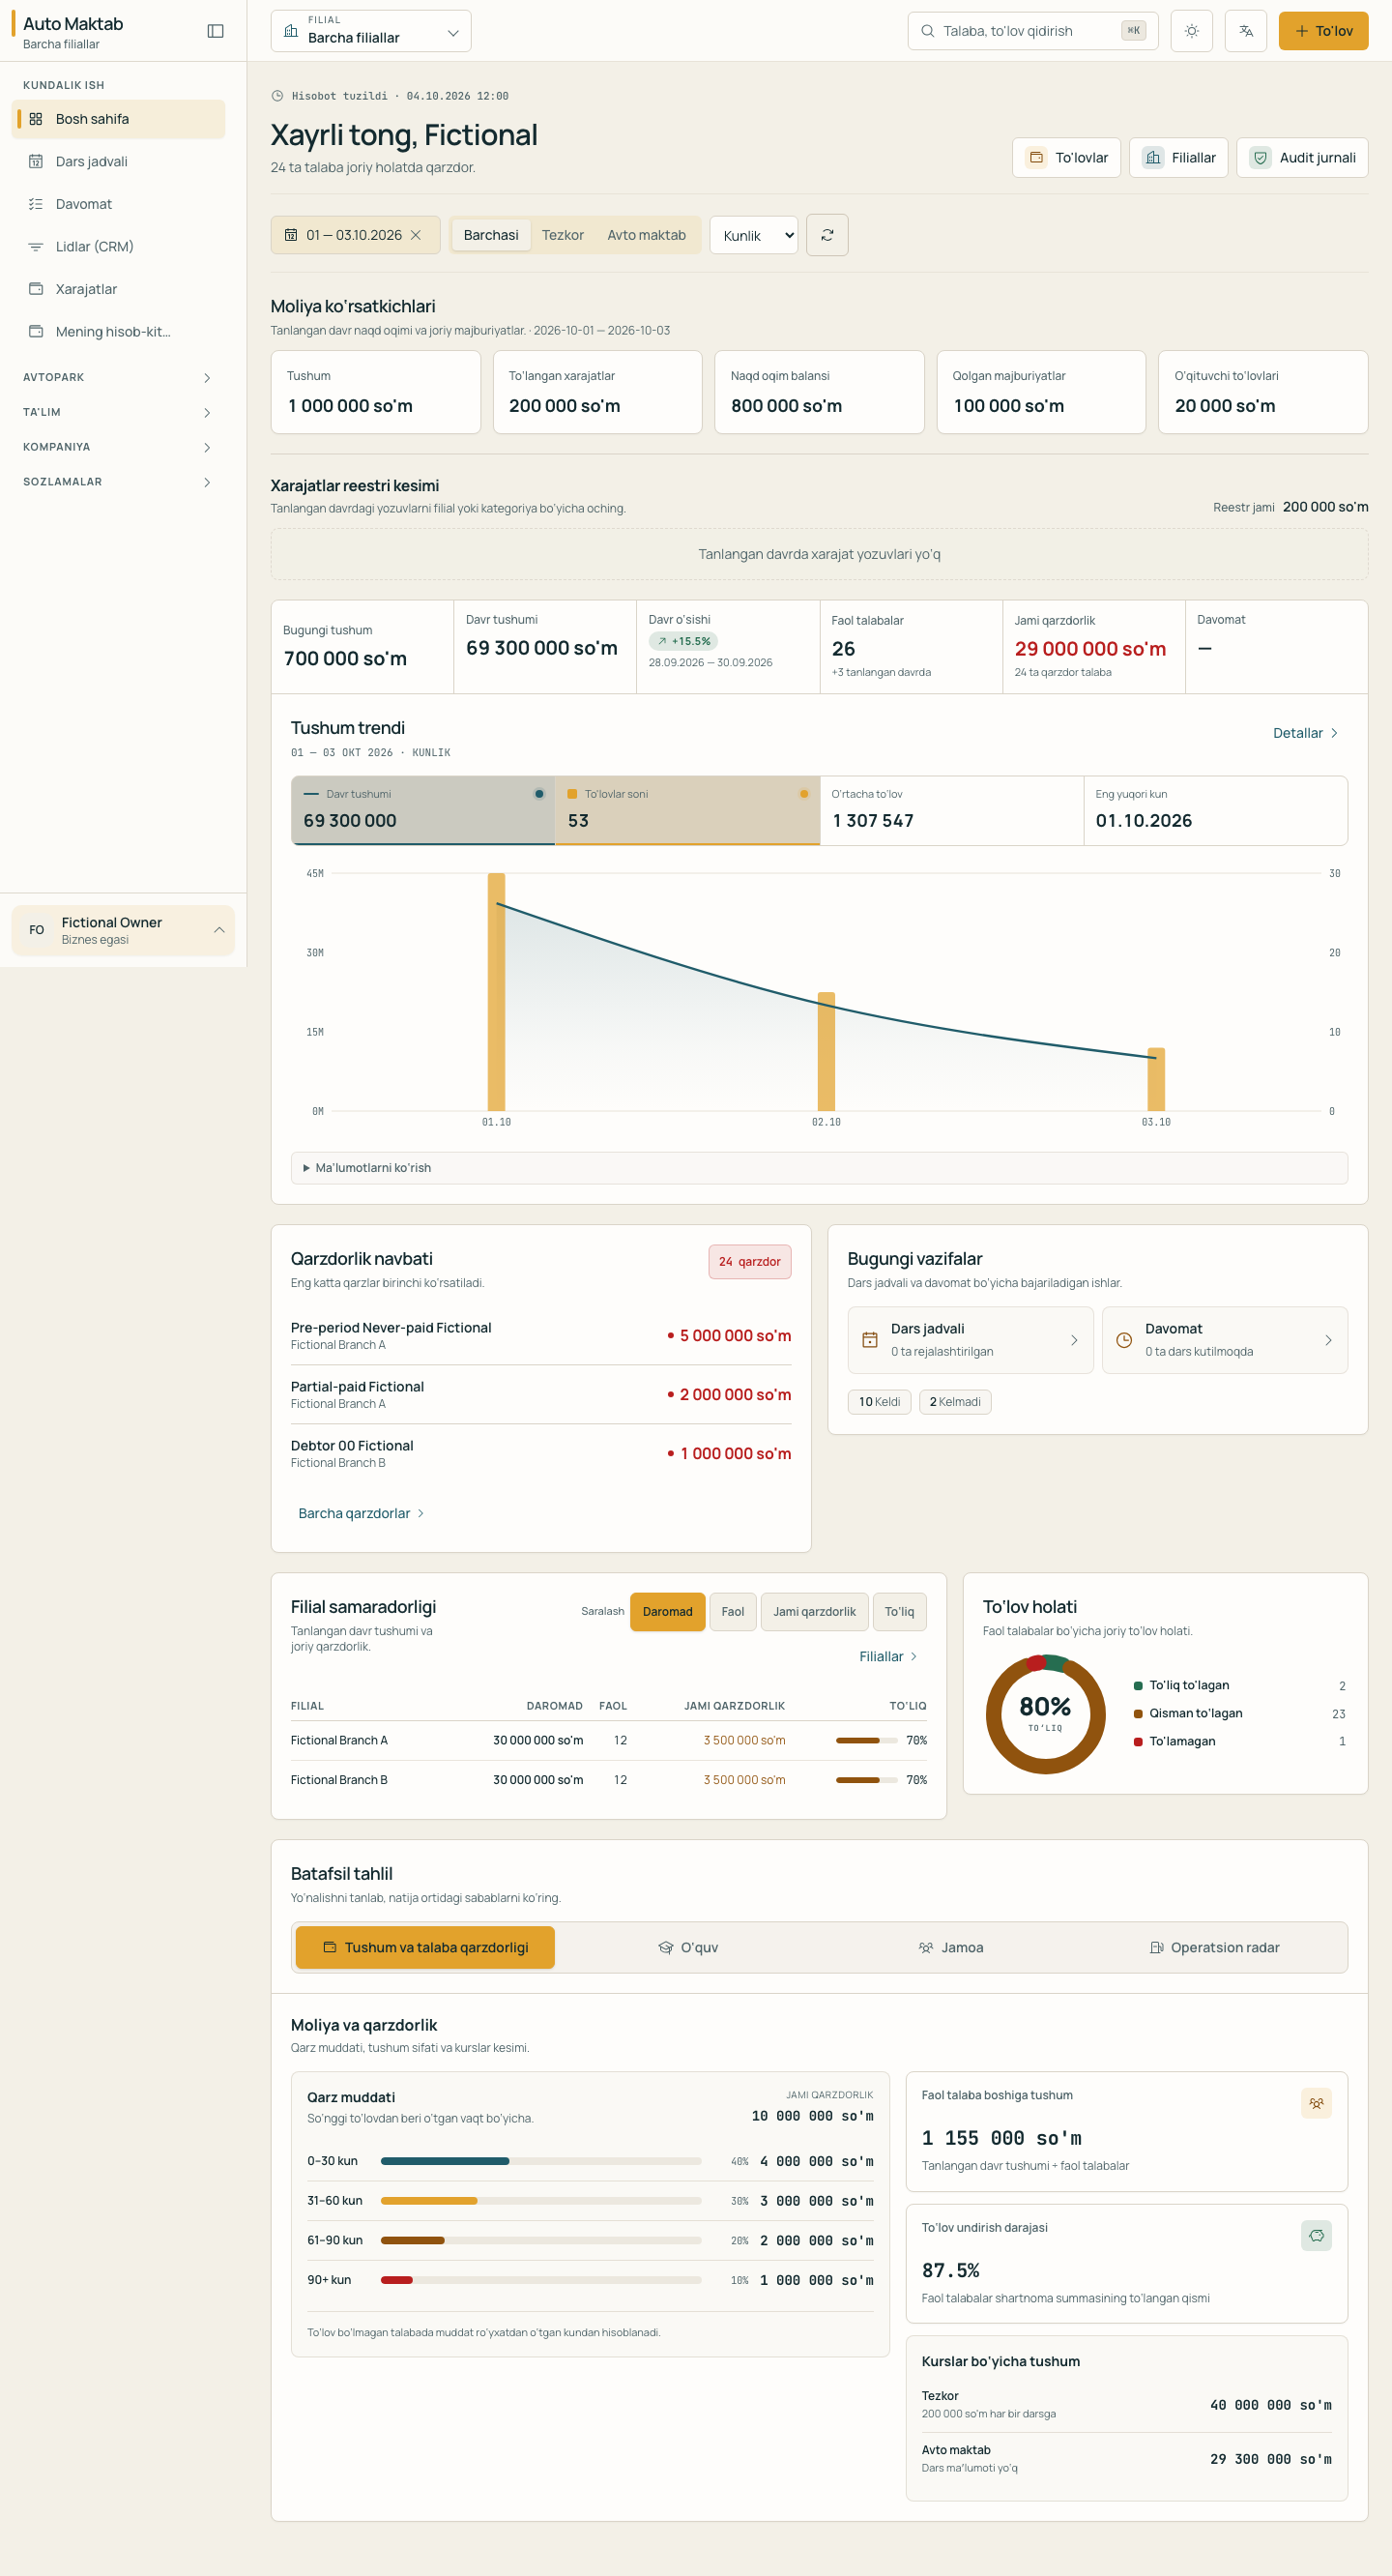 Auto Maktab
Barcha filiallar
FILIAL
Barcha filiallar
Talaba, to'lov qidirish
⌘K
To'lov
KUNDALIK ISH
Bosh sahifa
Dars jadvali
Davomat
Lidlar (CRM)
Xarajatlar
Mening hisob-kit...
AVTOPARK
TA'LIM
KOMPANIYA
SOZLAMALAR
FO
Fictional Owner
Biznes egasi
Hisobot tuzildi · 04.10.2026 12:00
Xayrli tong, Fictional
24 ta talaba joriy holatda qarzdor.
To'lovlar
Filiallar
Audit jurnali
01 — 03.10.2026
Barchasi
Tezkor
Avto maktab
Kunlik
Moliya ko'rsatkichlari
Tanlangan davr naqd oqimi va joriy majburiyatlar. · 2026-10-01 — 2026-10-03
Tushum
1 000 000 so'm
To'langan xarajatlar
200 000 so'm
Naqd oqim balansi
800 000 so'm
Qolgan majburiyatlar
100 000 so'm
O'qituvchi to'lovlari
20 000 so'm
Xarajatlar reestri kesimi
Tanlangan davrdagi yozuvlarni filial yoki kategoriya bo'yicha oching.
Reestr jami 200 000 so'm
Tanlangan davrda xarajat yozuvlari yo'q
Bugungi tushum
700 000 so'm
Davr tushumi
69 300 000 so'm
Davr o'sishi
+15.5%
28.09.2026 — 30.09.2026
Faol talabalar
26
+3 tanlangan davrda
Jami qarzdorlik
29 000 000 so'm
24 ta qarzdor talaba
Davomat
—
Tushum trendi
01 — 03 OKT 2026 · KUNLIK
Detallar
Davr tushumi
69 300 000
To'lovlar soni
53
O'rtacha to'lov
1 307 547
Eng yuqori kun
01.10.2026
45M
30M
15M
0M
30
20
10
0
01.10
02.10
03.10
Ma'lumotlarni ko'rish
Qarzdorlik navbati
Eng katta qarzlar birinchi ko'rsatiladi.
24 qarzdor
Pre-period Never-paid Fictional
Fictional Branch A
5 000 000 so'm
Partial-paid Fictional
Fictional Branch A
2 000 000 so'm
Debtor 00 Fictional
Fictional Branch B
1 000 000 so'm
Barcha qarzdorlar
Bugungi vazifalar
Dars jadvali va davomat bo'yicha bajariladigan ishlar.
Dars jadvali
0 ta rejalashtirilgan
Davomat
0 ta dars kutilmoqda
10 Keldi
2 Kelmadi
Filial samaradorligi
Tanlangan davr tushumi va
joriy qarzdorlik.
Saralash
Daromad
Faol
Jami qarzdorlik
To'liq
Filiallar
FILIAL DAROMAD FAOL JAMI QARZDORLIK TO'LIQ
Fictional Branch A 30 000 000 so'm 12 3 500 000 so'm 70%
Fictional Branch B 30 000 000 so'm 12 3 500 000 so'm 70%
To'lov holati
Faol talabalar bo'yicha joriy to'lov holati.
80%
TO'LIQ
To'liq to'lagan 2
Qisman to'lagan 23
To'lamagan 1
Batafsil tahlil
Yo'nalishni tanlab, natija ortidagi sabablarni ko'ring.
Tushum va talaba qarzdorligi
O'quv
Jamoa
Operatsion radar
Moliya va qarzdorlik
Qarz muddati, tushum sifati va kurslar kesimi.
Qarz muddati
So'nggi to'lovdan beri o'tgan vaqt bo'yicha.
JAMI QARZDORLIK
10 000 000 so'm
0–30 kun 40% 4 000 000 so'm
31–60 kun 30% 3 000 000 so'm
61–90 kun 20% 2 000 000 so'm
90+ kun 10% 1 000 000 so'm
To'lov bo'lmagan talabada muddat ro'yxatdan o'tgan kundan hisoblanadi.
Faol talaba boshiga tushum
1 155 000 so'm
Tanlangan davr tushumi ÷ faol talabalar
To'lov undirish darajasi
87.5%
Faol talabalar shartnoma summasining to'langan qismi
Kurslar bo'yicha tushum
Tezkor
200 000 so'm har bir darsga
40 000 000 so'm
Avto maktab
Dars ma'lumoti yo'q
29 300 000 so'm